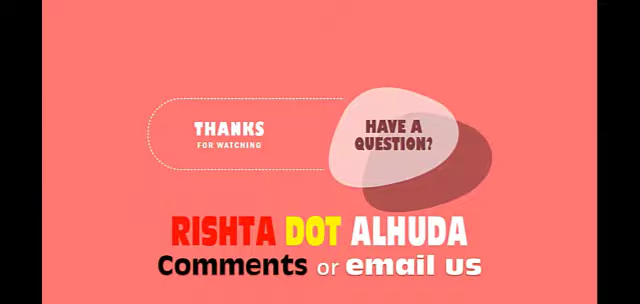 THANKS
FOR WATCHING
HAVE A
QUESTION?
RISHTA DOT ALHUDA
Comments or email us